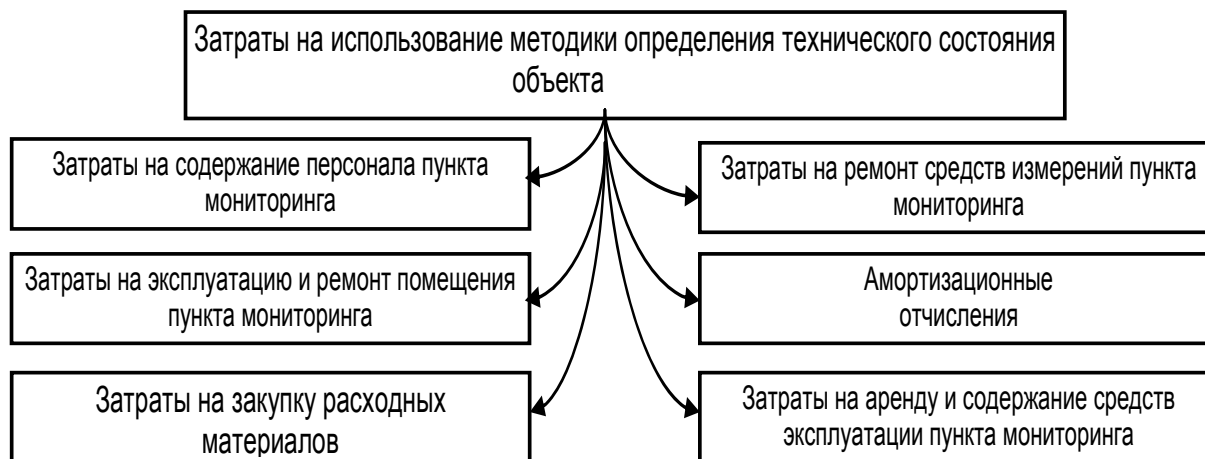 Затраты на использование методики определения технического состояния
объекта
Затраты на содержание персонала пункта
мониторинга
Затраты на ремонт средств измерений пункта
мониторинга
Затраты на эксплуатацию и ремонт помещения
пункта мониторинга
Амортизационные
отчисления
Затраты на закупку расходных
материалов
Затраты на аренду и содержание средств
эксплуатации пункта мониторинга